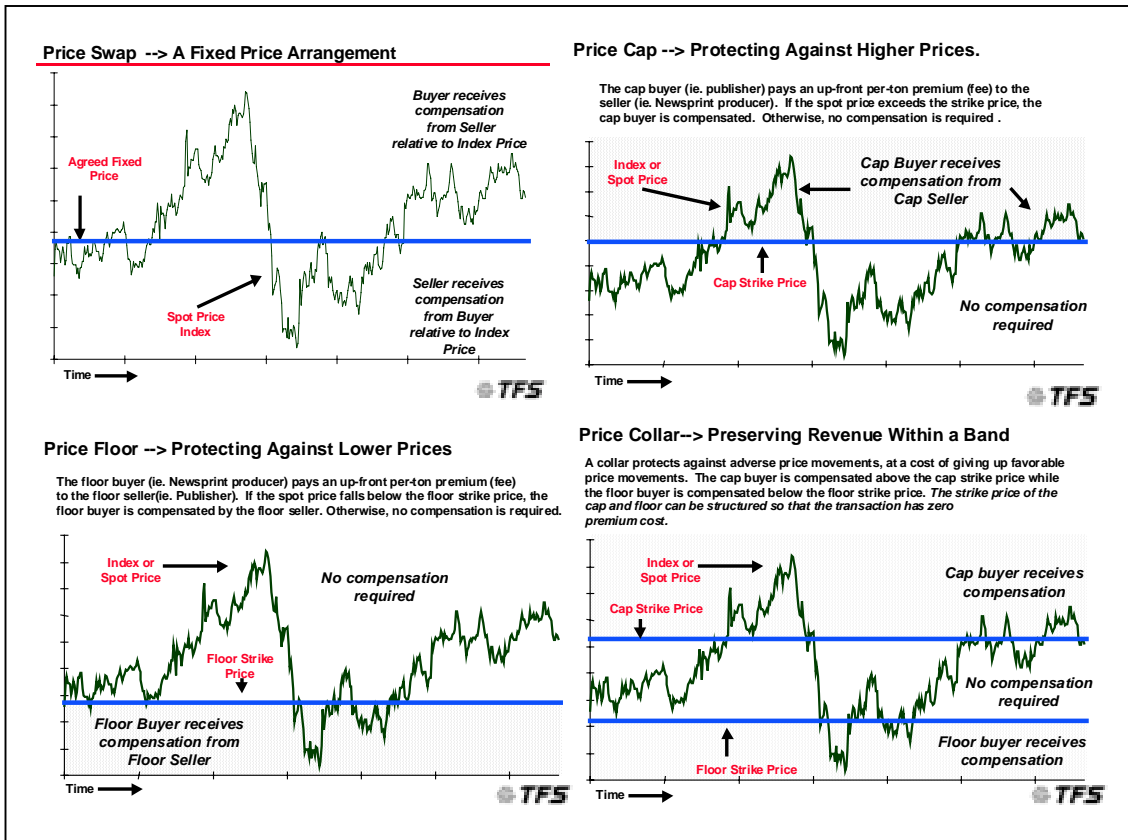 Price Swap --> A Fixed Price Arrangement
Buyer receives
compensation
from Seller
relative to Index Price
Agreed Fixed
Price
Spot Price
Index
Seller receives
compensation
from Buyer
relative to Index
Price
Time
TFS
Price Cap --> Protecting Against Higher Prices.
The cap buyer (ie. publisher) pays an up-front per-ton premium (fee) to the
seller (ie. Newsprint producer). If the spot price exceeds the strike price, the
cap buyer is compensated. Otherwise, no compensation is required .
Index or
Spot Price
Cap Buyer receives
compensation from
Cap Seller
Cap Strike Price
No compensation
required
Time
TFS
Price Floor --> Protecting Against Lower Prices
The floor buyer (ie. Newsprint producer) pays an up-front per-ton premium (fee)
to the floor seller(ie. Publisher). If the spot price falls below the floor strike price, the
floor buyer is compensated by the floor seller. Otherwise, no compensation is required.
Index or
Spot Price
No compensation
required
Floor Strike
Price
Floor Buyer receives
compensation from
Floor Seller
Time
TFS
Price Collar--> Preserving Revenue Within a Band
A collar protects against adverse price movements, at a cost of giving up favorable
price movements. The cap buyer is compensated above the cap strike price while
the floor buyer is compensated below the floor strike price. The strike price of the
cap and floor can be structured so that the transaction has zero
premium cost.
Index or
Spot Price
Cap buyer receives
compensation
Cap Strike Price
No compensation
required
Floor Strike Price
Floor buyer receives
compensation
Time
TFS